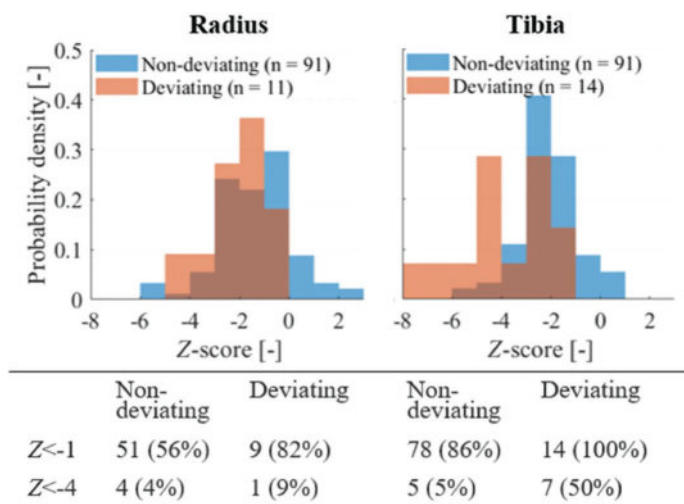 Radius
Tibia
Probability density [-]
0.5
0.4
0.3
0.2
0.1
0
Non-deviating (n = 91)
Deviating (n = 11)
Non-deviating (n = 91)
Deviating (n = 14)
-8 -6 -4 -2 0 2
-8 -6 -4 -2 0 2
Z-score [-]
Z-score [-]
Non-deviating Deviating Non-deviating Deviating
Z<-1 51 (56%) 9 (82%) 78 (86%) 14 (100%)
Z<-4 4 (4%) 1 (9%) 5 (5%) 7 (50%)